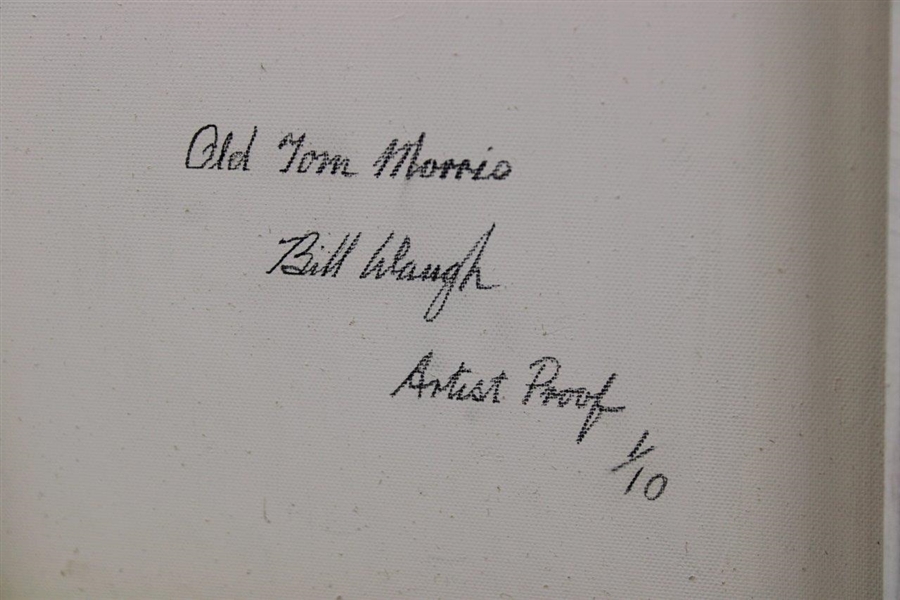 Old Tom Morris
Bill Waugh
Artist Proof
1/10